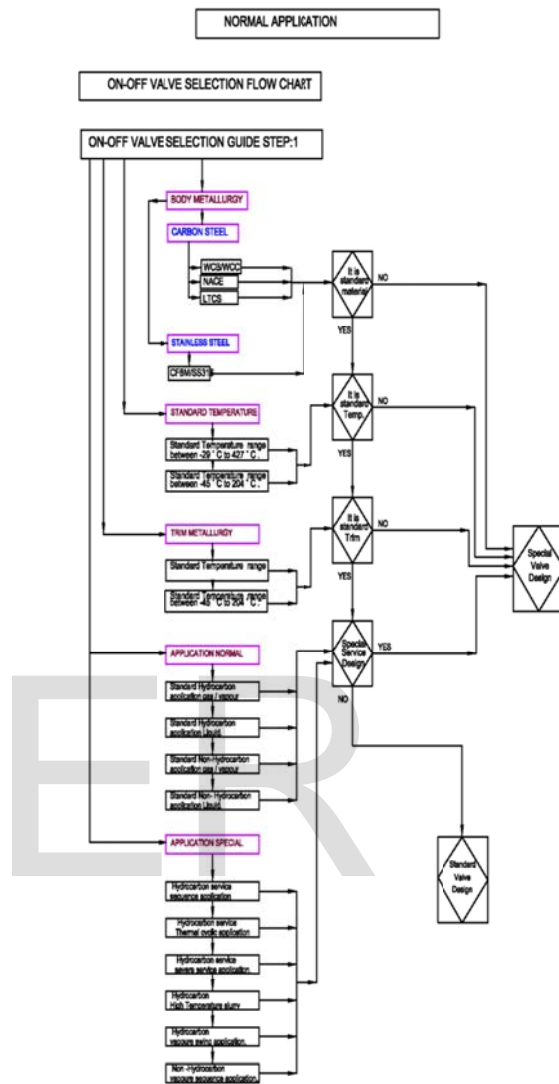 NORMAL APPLICATION
ON-OFF VALVE SELECTION FLOW CHART
ON-OFF VALVE SELECTION GUIDE STEP:1
BODY METALLURGY
CARBON STEEL
WCB/WCC
NACE
LTCS
It is
standard
material
NO
YES
STAINLESS STEEL
CF8M/SS31
STANDARD TEMPERATURE
Standard Temperature range
between -29 ° C to 427 ° C .
Standard Temperature range
between -45 ° C to 204 ° C .
It is
standard
Temp.
NO
YES
TRIM METALLURGY
Standard Temperature range
Standard Temperature range
between -45 ° C to 204 ° C .
It is
standard
Trim
NO
YES
Special
Valve
Design
APPLICATION NORMAL
Standard Hydrocarbon
application gas / vapour
Standard Hydrocarbon
application Liquid.
Standard Non-Hydrocarbon
application gas / vapour
Standard Non- Hydrocarbon
application Liquid.
Special
Service
Design
YES
NO
APPLICATION SPECIAL
Hydrocarbon service
sequence application
Hydrocarbon service
Thermal cyclic application
Hydrocarbon service
severe service application.
Hydrocarbon
High Temperature slurry
Hydrocarbon
vapoure swing application.
Non -Hydrocarbon
vapoure sequence application.
Standard
Valve
Design
ER